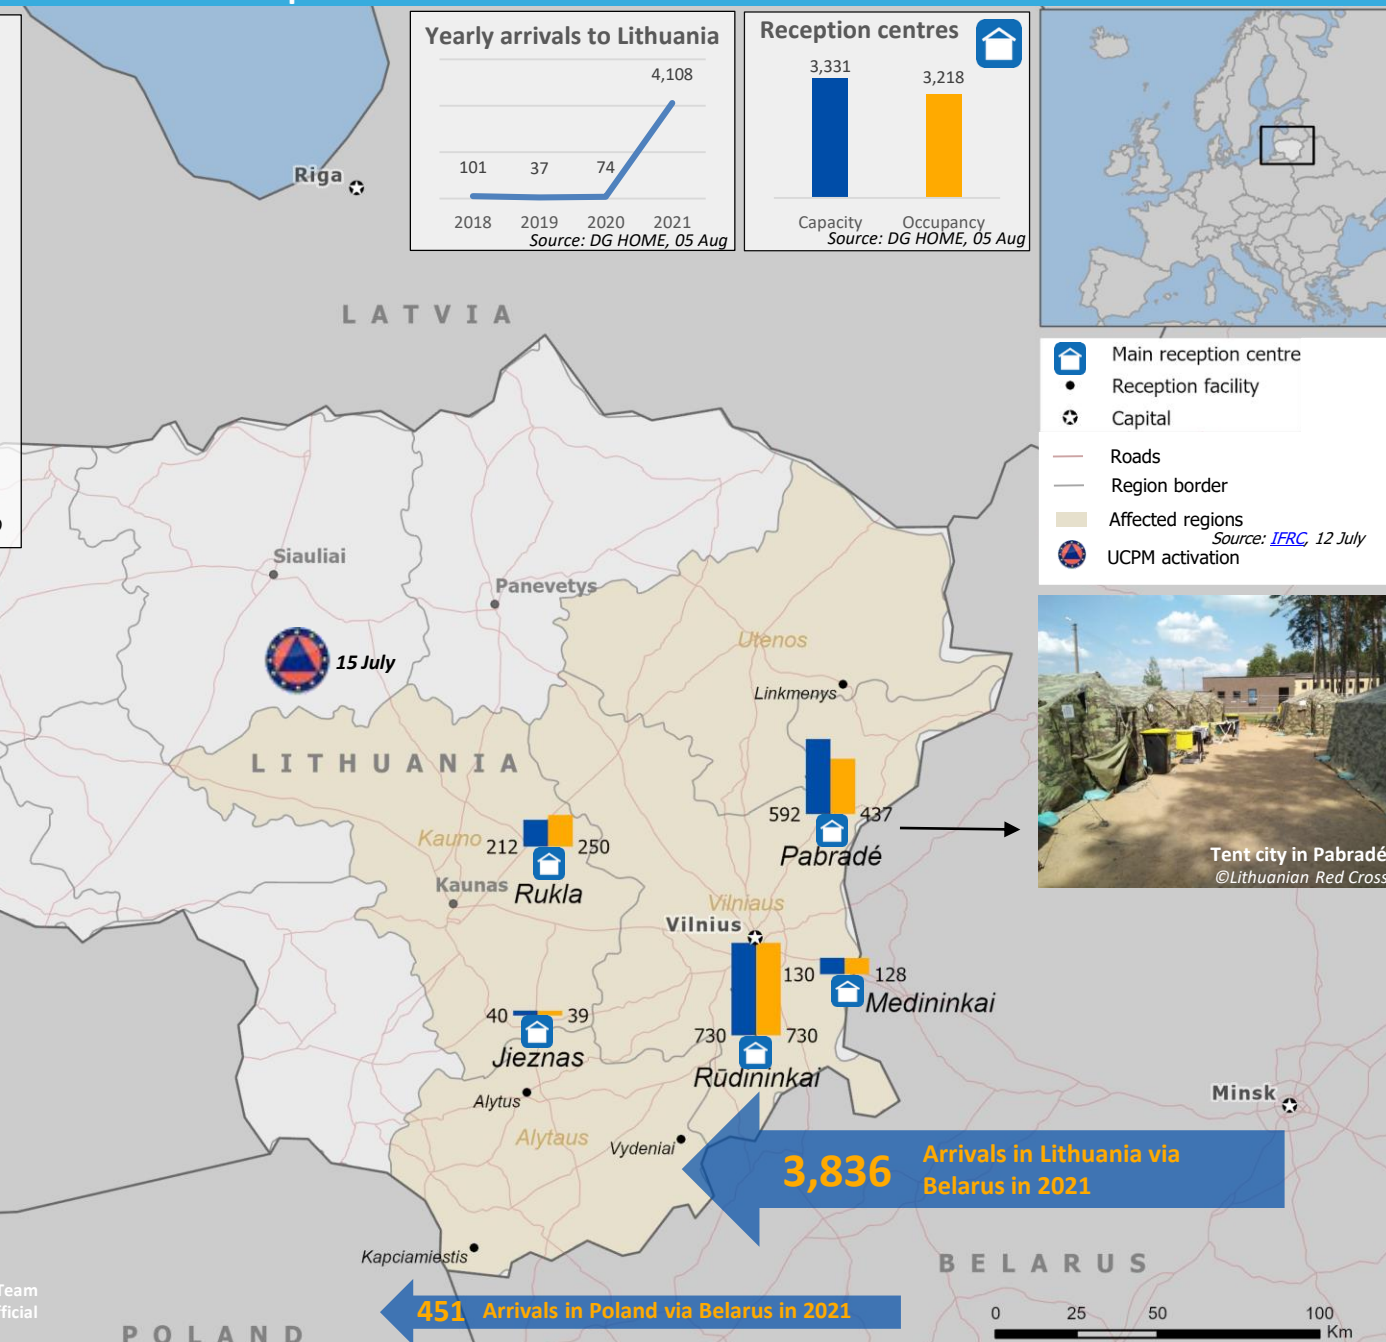 Yearly arrivals to Lithuania
4,108
101
37
74
2018
2019
2020
2021
Source: DG HOME, 05 Aug
Reception centres
3,331
3,218
Capacity
Occupancy
Source: DG HOME, 05 Aug
Main reception centre
Reception facility
Capital
Roads
Region border
Affected regions
Source: IFRC, 12 July
UCPM activation
Riga
LATVIA
Siauliai
Panevetys
15 July
Utenos
Linkmenys
LITHUANIA
592
437
Pabradé
Tent city in Pabradé
©Lithuanian Red Cross
Kauno
212
250
Kaunas
Rukla
Vilniaus
Vilnius
130
128
Medininkai
40
39
Jieznas
730
730
Rūdininkai
Alytus
Alytaus
Vydeniai
Minsk
3,836
Arrivals in Lithuania via
Belarus in 2021
Kapciamiestis
BELARUS
451 Arrivals in Poland via Belarus in 2021
Team
POLAND
0 25 50 100
Km